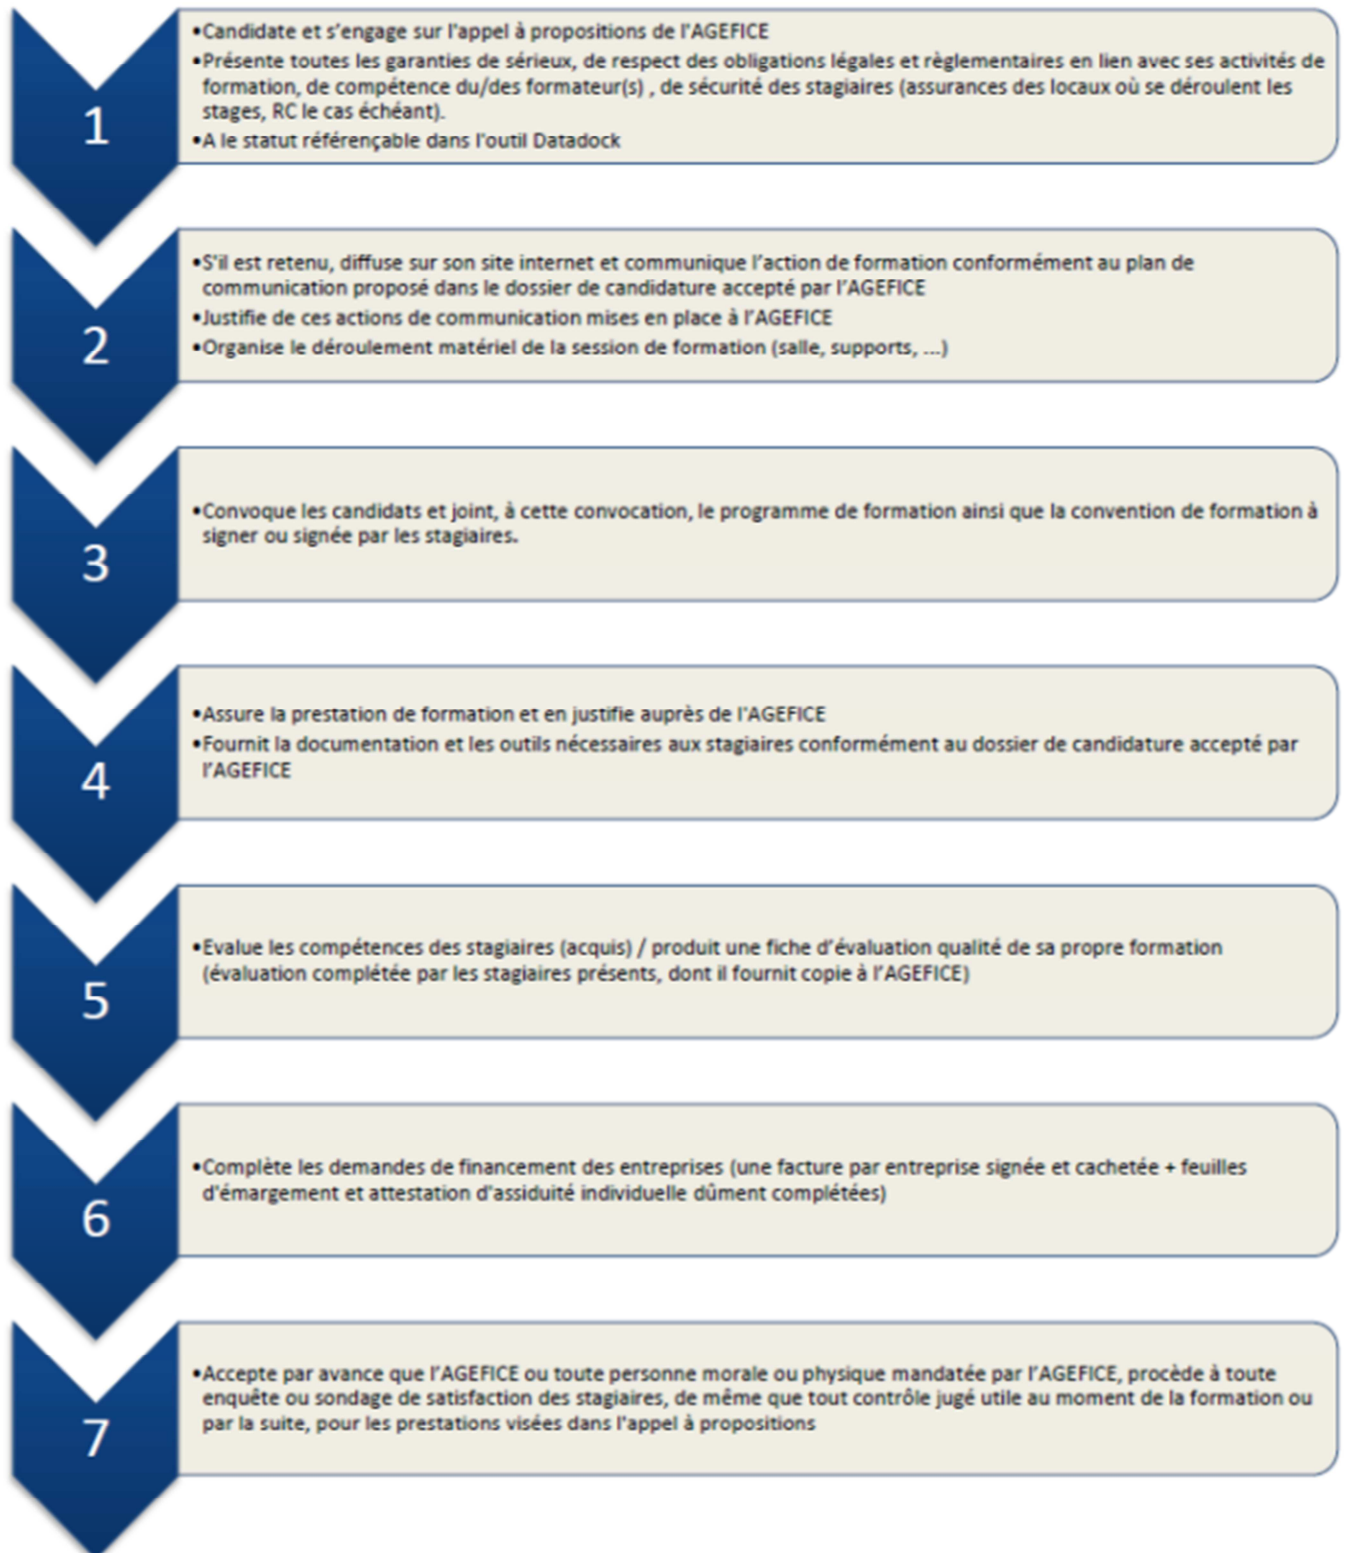 1
•Candidate et s'engage sur l'appel à propositions de l'AGEFICE
•Présente toutes les garanties de sérieux, de respect des obligations légales et règlementaires en lien avec ses activités de
formation, de compétence du/des formateur(s) , de sécurité des stagiaires (assurances des locaux où se déroulent les
stages, RC le cas échéant).
•A le statut référençable dans l'outil Datadock
2
•S'il est retenu, diffuse sur son site internet et communique l'action de formation conformément au plan de
communication proposé dans le dossier de candidature accepté par l'AGEFICE
•Justifie de ces actions de communication mises en place à l'AGEFICE
•Organise le déroulement matériel de la session de formation (salle, supports, ...)
3
•Convoque les candidats et joint, à cette convocation, le programme de formation ainsi que la convention de formation à
signer ou signée par les stagiaires.
4
•Assure la prestation de formation et en justifie auprès de l'AGEFICE
•Fournit la documentation et les outils nécessaires aux stagiaires conformément au dossier de candidature accepté par
l'AGEFICE
5
•Evalue les compétences des stagiaires (acquis) / produit une fiche d'évaluation qualité de sa propre formation
(évaluation complétée par les stagiaires présents, dont il fournit copie à l'AGEFICE)
6
•Complète les demandes de financement des entreprises (une facture par entreprise signée et cachetée + feuilles
d'émargement et attestation d'assiduité individuelle dûment complétées)
7
•Accepte par avance que l'AGEFICE ou toute personne morale ou physique mandatée par l'AGEFICE, procède à toute
enquête ou sondage de satisfaction des stagiaires, de même que tout contrôle jugé utile au moment de la formation ou
par la suite, pour les prestations visées dans l'appel à propositions